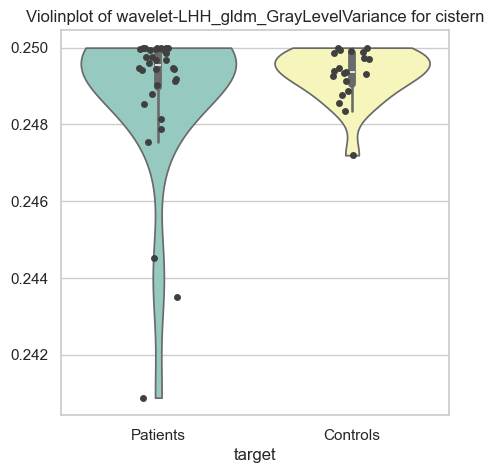 Violinplot of wavelet-LHH_gldm_GrayLevelVariance for cistern
0.250
0.248
0.246
0.244
0.242
Patients
Controls
target